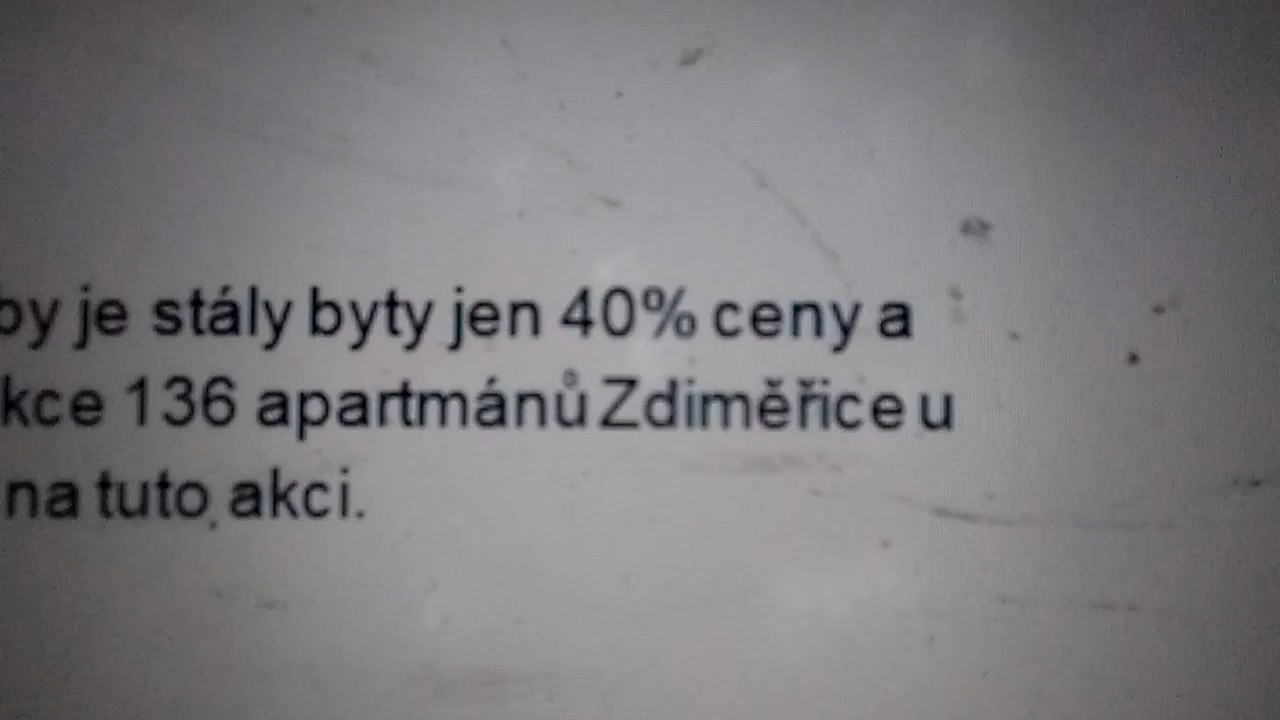 by je stály byty jen 40% ceny a
kce 136 apartmánů Zdiměřice u
na tuto akci.